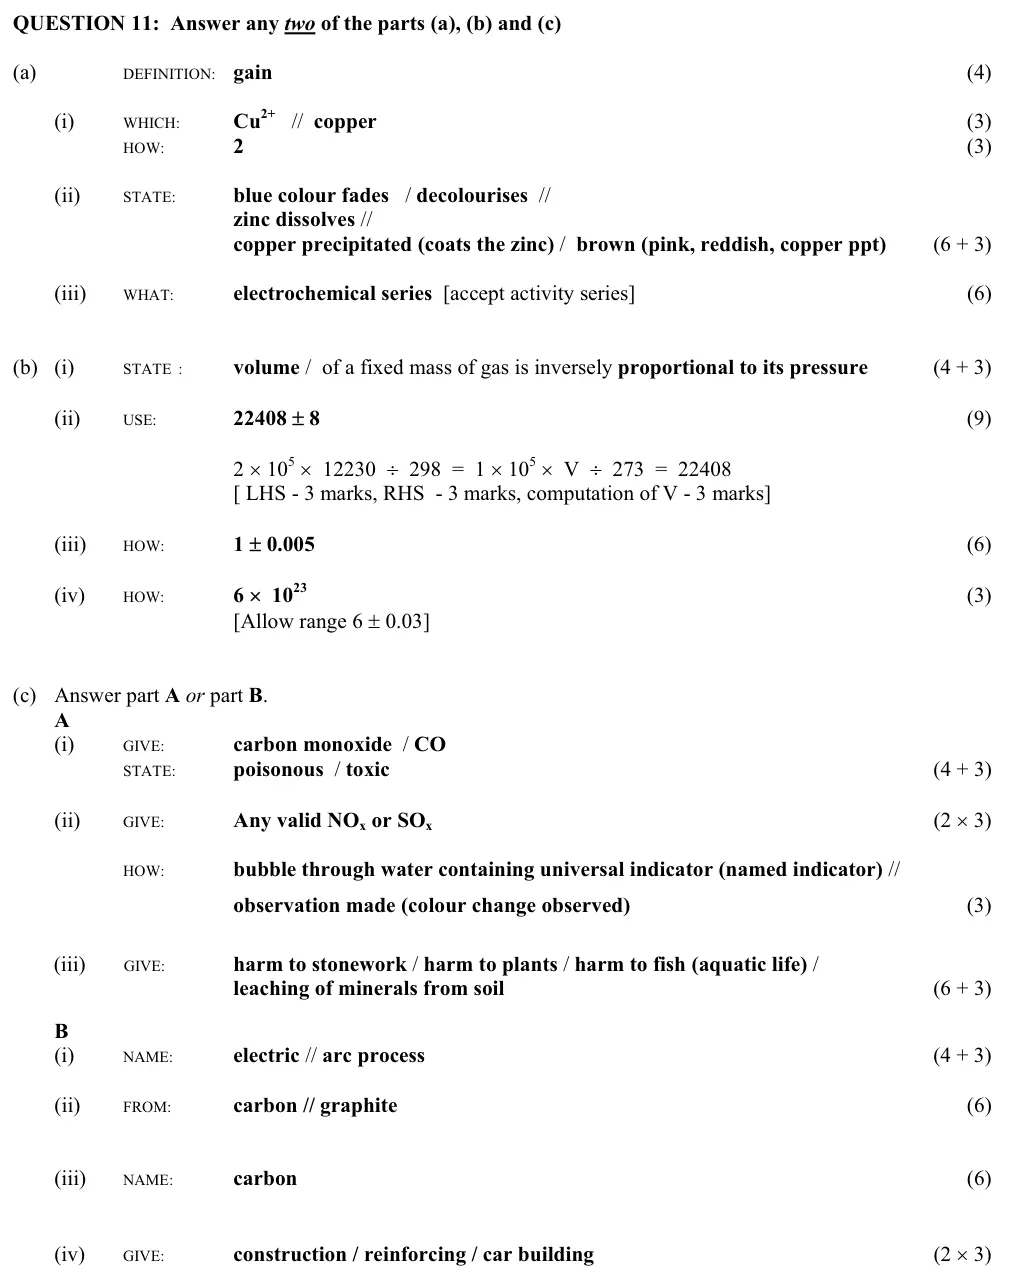 QUESTION 11: Answer any two of the parts (a), (b) and (c)
(a) DEFINITION: gain (4)
(i) WHICH: Cu²⁺ // copper (3)
HOW: 2 (3)
(ii) STATE: blue colour fades / decolourises //
zinc dissolves //
copper precipitated (coats the zinc) / brown (pink, reddish, copper ppt) (6 + 3)
(iii) WHAT: electrochemical series [accept activity series] (6)
(b) (i) STATE : volume / of a fixed mass of gas is inversely proportional to its pressure (4 + 3)
(ii) USE: 22408 ± 8 (9)
2 × 10⁵ × 12230 ÷ 298 = 1 × 10⁵ × V ÷ 273 = 22408
[ LHS - 3 marks, RHS - 3 marks, computation of V - 3 marks]
(iii) HOW: 1 ± 0.005 (6)
(iv) HOW: 6 × 10²³ (3)
[Allow range 6 ± 0.03]
(c) Answer part A or part B.
A
(i) GIVE: carbon monoxide / CO
STATE: poisonous / toxic (4 + 3)
(ii) GIVE: Any valid NOₓ or SOₓ (2 × 3)
HOW: bubble through water containing universal indicator (named indicator) //
observation made (colour change observed) (3)
(iii) GIVE: harm to stonework / harm to plants / harm to fish (aquatic life) /
leaching of minerals from soil (6 + 3)
B
(i) NAME: electric // arc process (4 + 3)
(ii) FROM: carbon // graphite (6)
(iii) NAME: carbon (6)
(iv) GIVE: construction / reinforcing / car building (2 × 3)